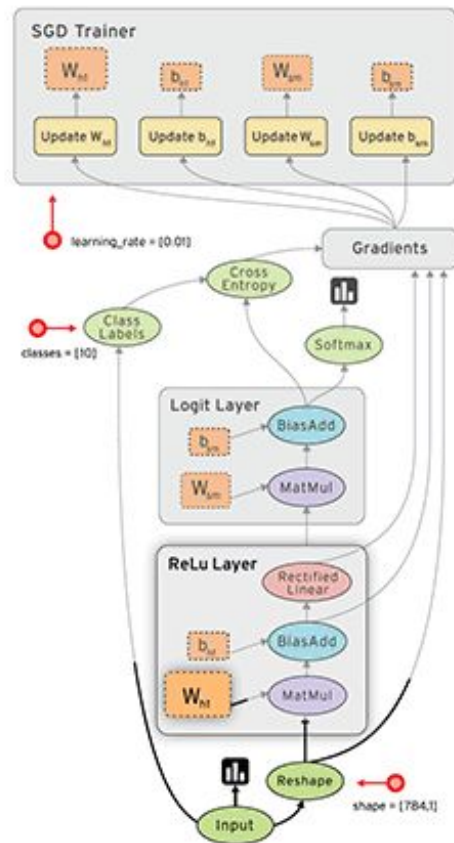 SGD Trainer
W
b
W
b
Update W
Update b
Update W
Update b
learning_rate = [0.01]
Gradients
Cross
Entropy
Class
Labels
classes = [10]
Softmax
Logit Layer
b
BiasAdd
W
MatMul
ReLu Layer
Rectified
Linear
b
BiasAdd
W
MatMul
Reshape
shape = [784,1]
Input